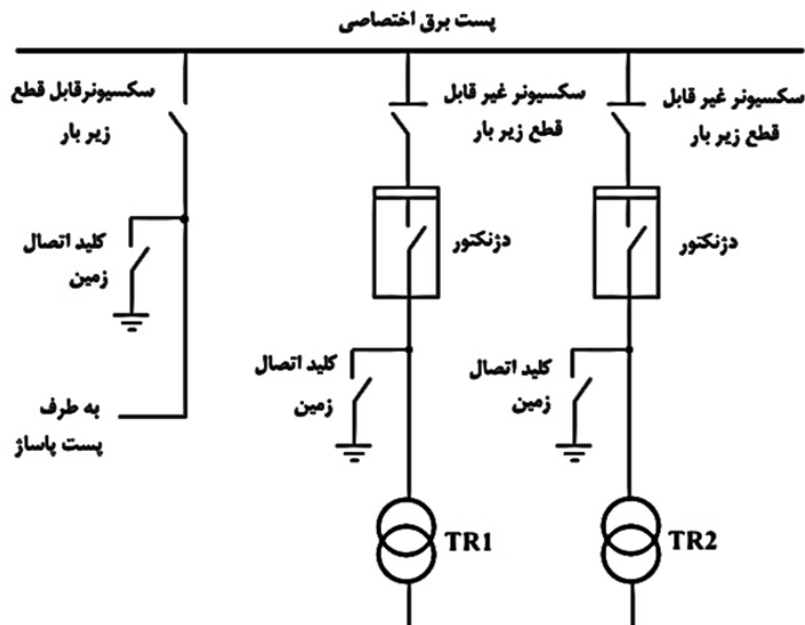 پست برق اختصاصی
سکسیونر غیر قابل
قطع زیر بار
سکسیونر غیر قابل
قطع زیر بار
سکسیونرقابل قطع
زیر بار
دژنکتور
دژنکتور
کلید اتصال
زمین
کلید اتصال
زمین
کلید اتصال
زمین
به طرف
پست پاساژ
TR2
TR1